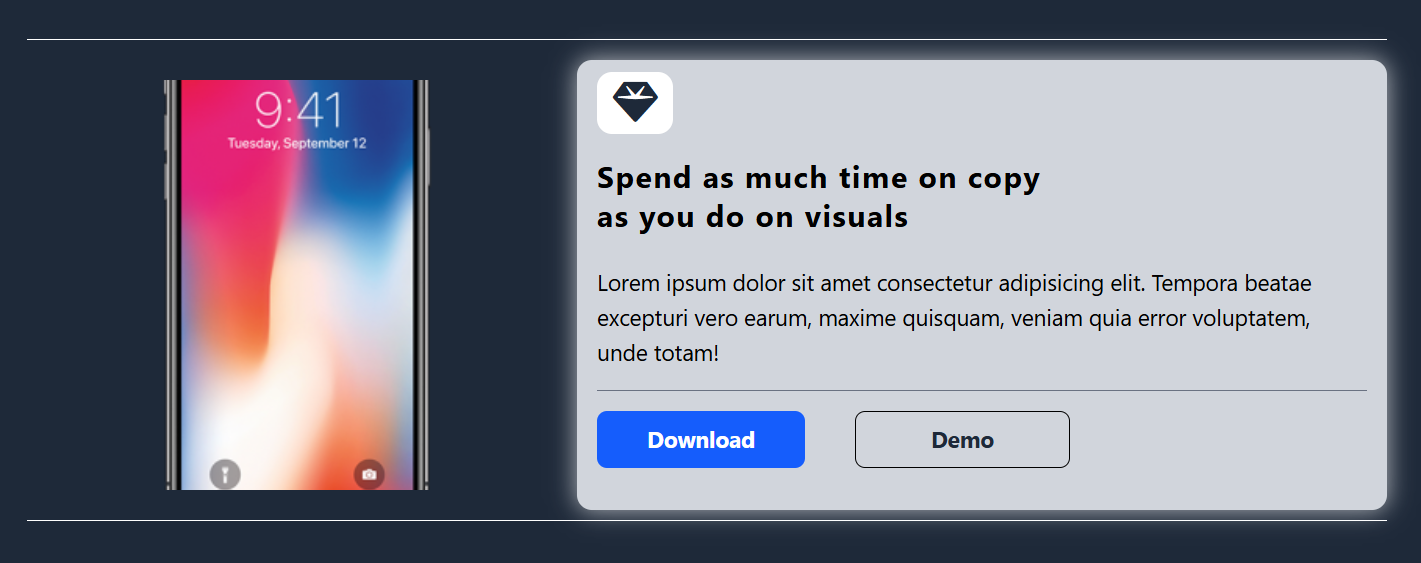 9:41
Tuesday, September 12
Spend as much time on copy
as you do on visuals
Lorem ipsum dolor sit amet consectetur adipisicing elit. Tempora beatae
excepturi vero earum, maxime quisquam, veniam quia error voluptatem,
unde totam!
Download
Demo